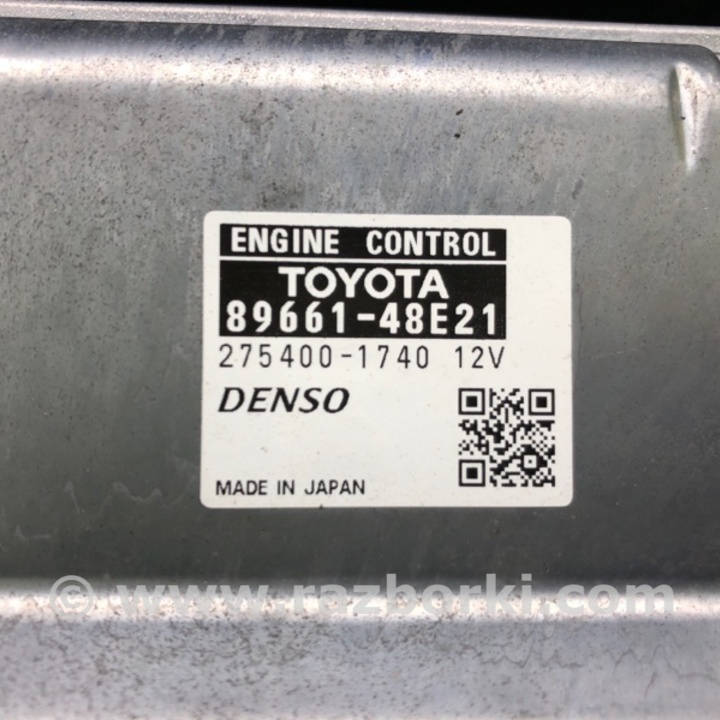 ENGINE CONTROL
TOYOTA
89661-48E21
275400-1740 12V
DENSO
MADE IN JAPAN
© www.razborki.com